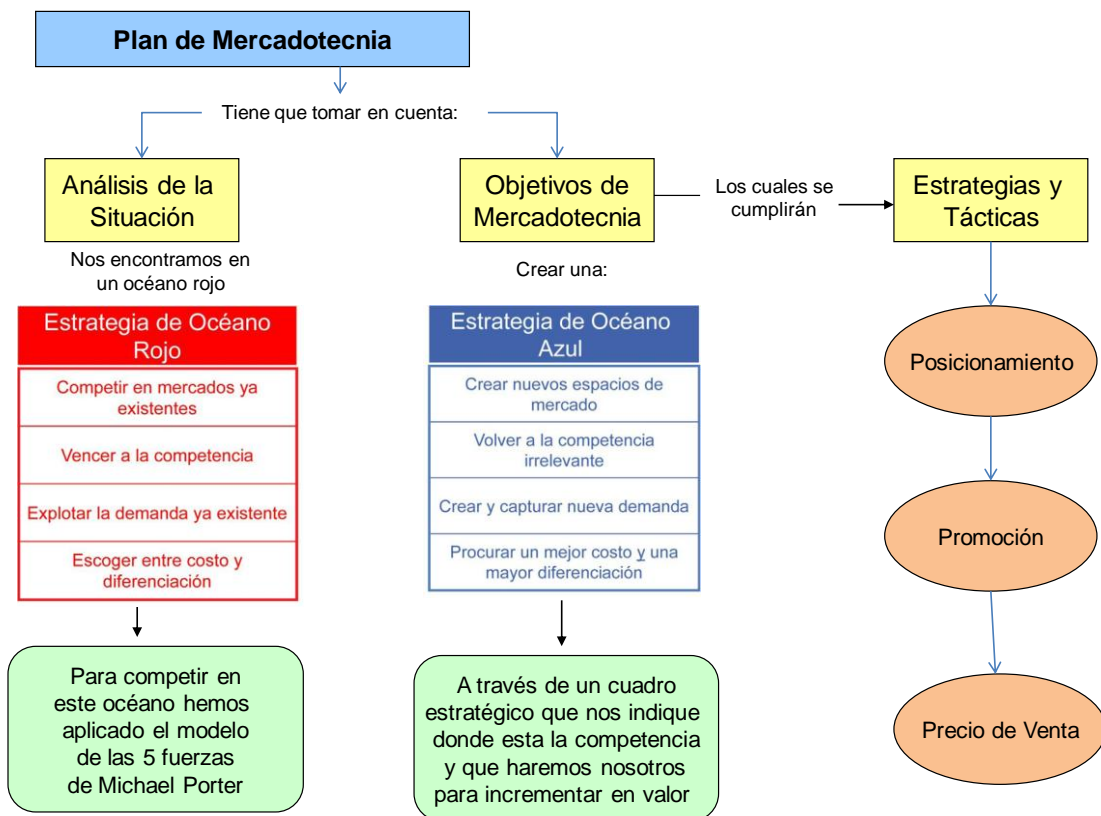 Plan de Mercadotecnia
Tiene que tomar en cuenta:
Análisis de la
Situación
Objetivos de
Mercadotecnia
Los cuales se
cumplirán
Estrategias y
Tácticas
Nos encontramos en
un océano rojo
Crear una:
Estrategia de Océano
Rojo
Competir en mercados ya
existentes
Vencer a la competencia
Explotar la demanda ya existente
Escoger entre costo y
diferenciación
Estrategia de Océano
Azul
Crear nuevos espacios de
mercado
Volver a la competencia
irrelevante
Crear y capturar nueva demanda
Procurar un mejor costo y una
mayor diferenciación
Posicionamiento
Promoción
Precio de Venta
Para competir en
este océano hemos
aplicado el modelo
de las 5 fuerzas
de Michael Porter
A través de un cuadro
estratégico que nos indique
donde esta la competencia
y que haremos nosotros
para incrementar en valor